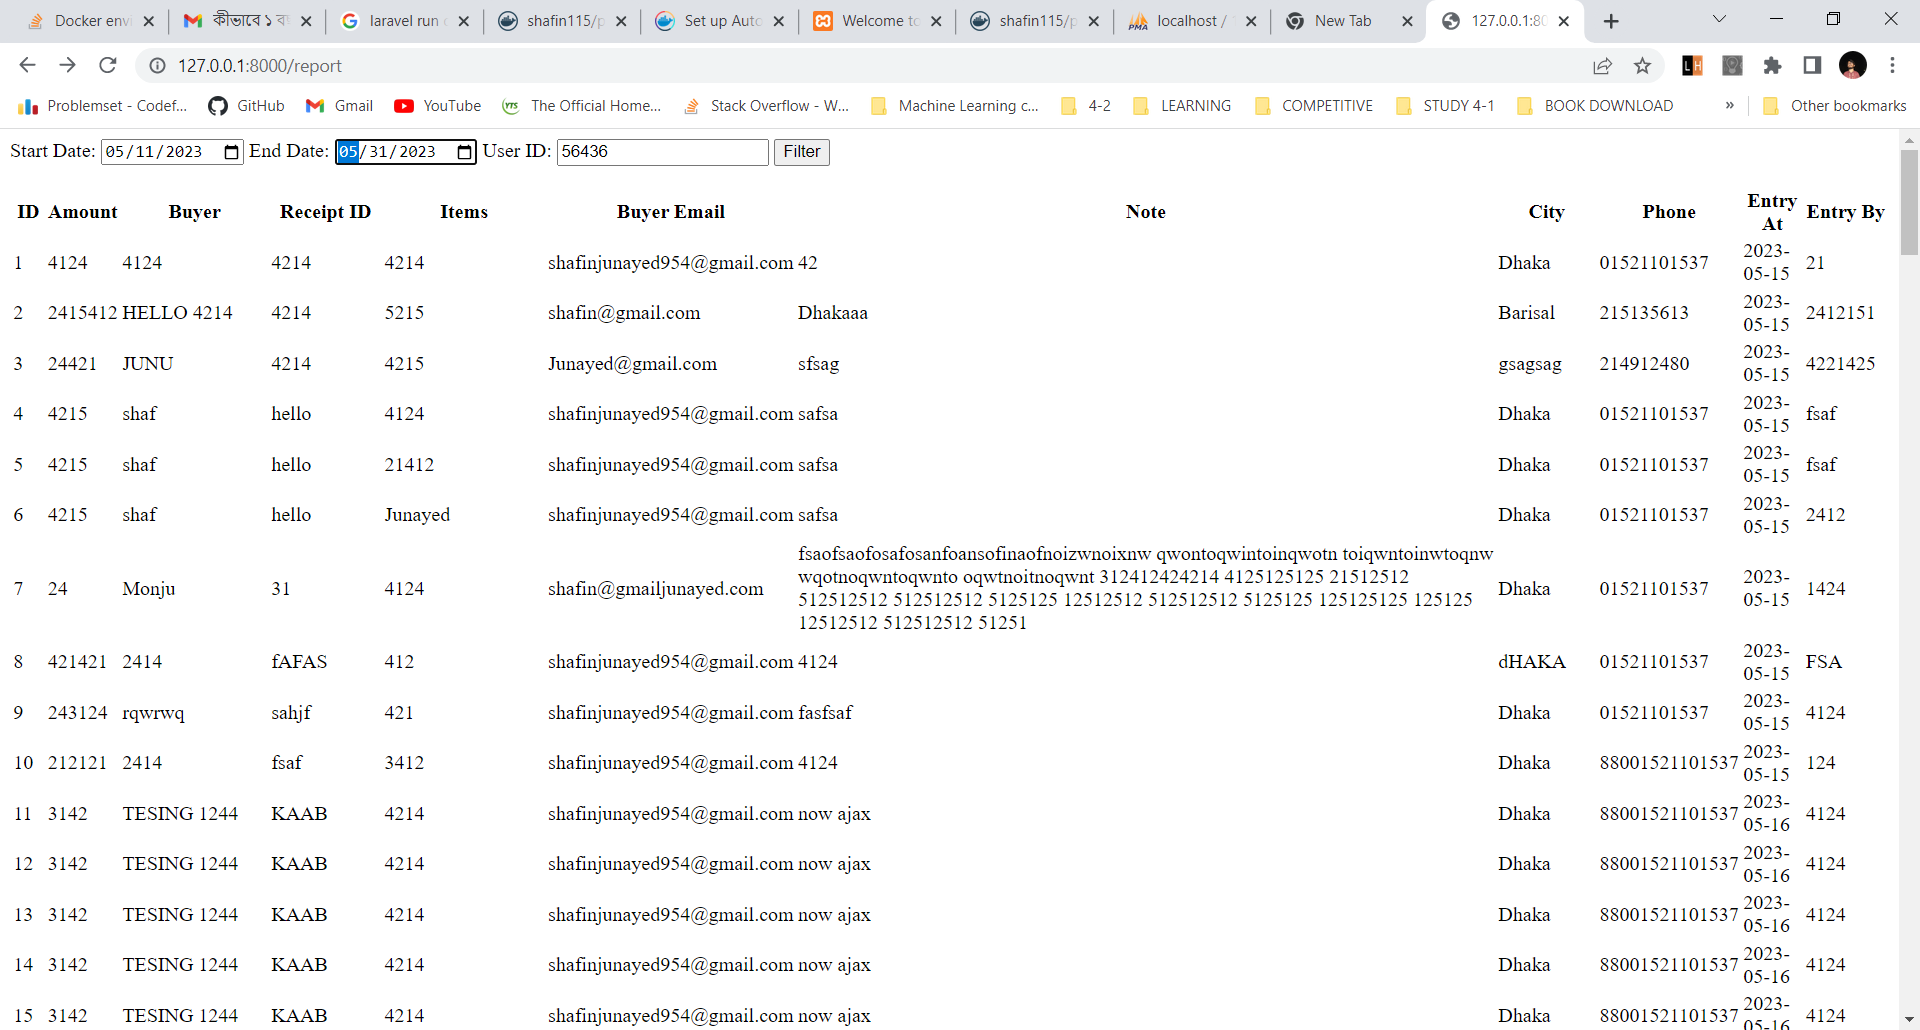 Docker envi
কীভাবে ১ বছ
laravel run
shafin115/p
Set up Auto
Welcome to
shafin115/p
localhost /
New Tab
127.0.0.1:80
127.0.0.1:8000/report
Problemset - Codef... GitHub Gmail YouTube The Official Home... Stack Overflow - W... Machine Learning c... 4-2 LEARNING COMPETITIVE STUDY 4-1 BOOK DOWNLOAD » Other bookmarks
Start Date: 05/11/2023 End Date: 05/31/2023 User ID: 56436 Filter
ID Amount Buyer Receipt ID Items Buyer Email Note City Phone Entry At Entry By
1 4124 4124 4214 4214 shafinjunayed954@gmail.com 42 Dhaka 01521101537 2023-05-15 21
2 2415412 HELLO 4214 4214 5215 shafin@gmail.com Dhakaaa Barisal 215135613 2023-05-15 2412151
3 24421 JUNU 4214 4215 Junayed@gmail.com sfsag gsagsag 214912480 2023-05-15 4221425
4 4215 shaf hello 4124 shafinjunayed954@gmail.com safsa Dhaka 01521101537 2023-05-15 fsaf
5 4215 shaf hello 21412 shafinjunayed954@gmail.com safsa Dhaka 01521101537 2023-05-15 fsaf
6 4215 shaf hello Junayed shafinjunayed954@gmail.com safsa Dhaka 01521101537 2023-05-15 2412
7 24 Monju 31 4124 shafin@gmailjunayed.com
fsaofsaofosafosanfoansofinaofnoizwnoixnw qwontoqwintoinqwotn toiqwntoinwtoqnw
wqotnoqwntoqwnto oqwtnoitnoqwnt 312412424214 4125125125 21512512
512512512 512512512 5125125 12512512 512512512 5125125 125125125 125125
12512512 512512512 51251
Dhaka 01521101537 2023-05-15 1424
8 421421 2414 fAFAS 412 shafinjunayed954@gmail.com 4124 dHAKA 01521101537 2023-05-15 FSA
9 243124 rqwrwq sahjf 421 shafinjunayed954@gmail.com fasfsaf Dhaka 01521101537 2023-05-15 4124
10 212121 2414 fsaf 3412 shafinjunayed954@gmail.com 4124 Dhaka 88001521101537 2023-05-15 124
11 3142 TESING 1244 KAAB 4214 shafinjunayed954@gmail.com now ajax Dhaka 88001521101537 2023-05-16 4124
12 3142 TESING 1244 KAAB 4214 shafinjunayed954@gmail.com now ajax Dhaka 88001521101537 2023-05-16 4124
13 3142 TESING 1244 KAAB 4214 shafinjunayed954@gmail.com now ajax Dhaka 88001521101537 2023-05-16 4124
14 3142 TESING 1244 KAAB 4214 shafinjunayed954@gmail.com now ajax Dhaka 88001521101537 2023-05-16 4124
15 3142 TESING 1244 KAAB 4214 shafinjunayed954@gmail.com now ajax Dhaka 88001521101537 2023- 4124